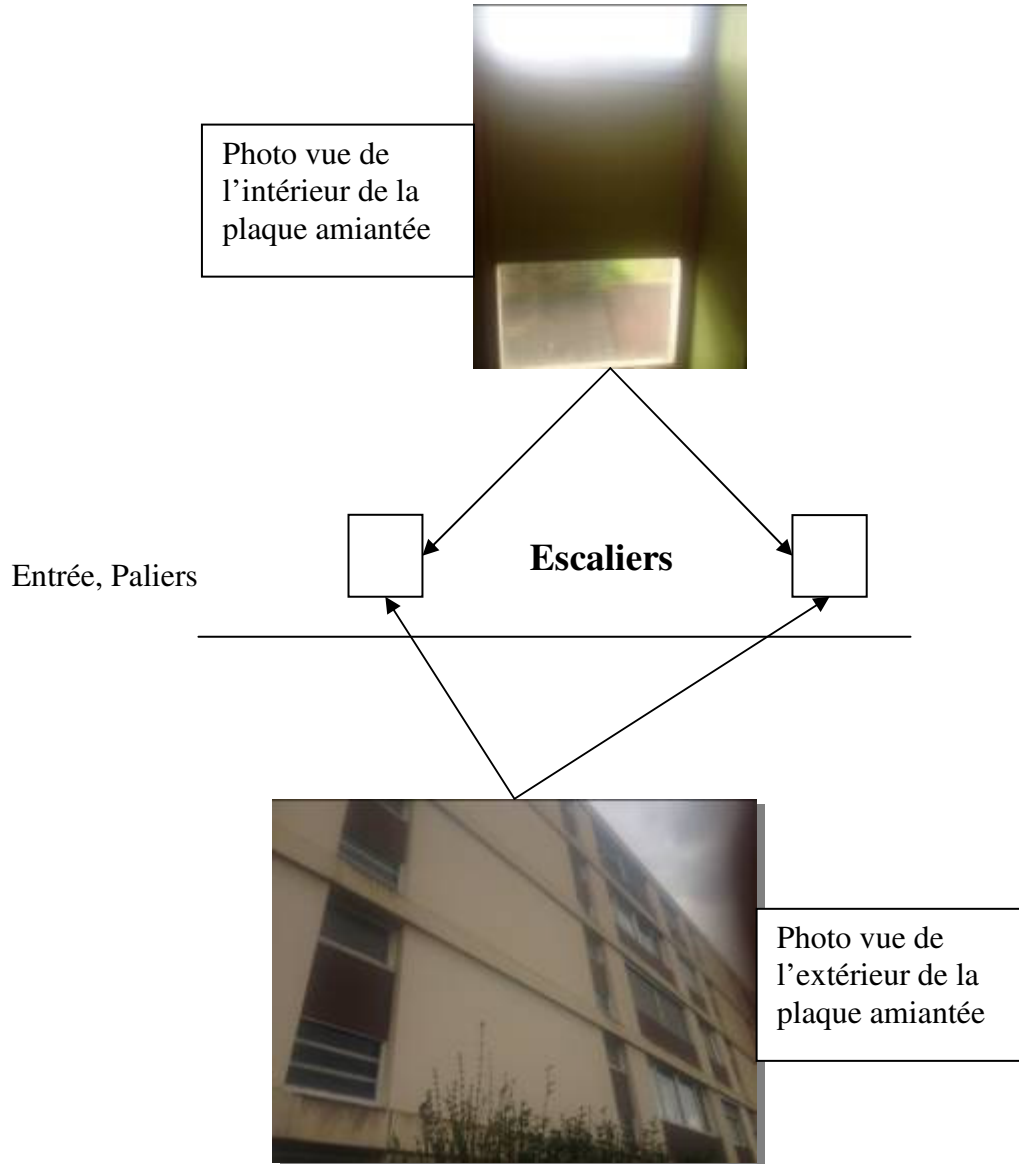 Photo vue de
l’intérieur de la
plaque amiantée
Escaliers
Entrée, Paliers
Photo vue de
l’extérieur de la
plaque amiantée